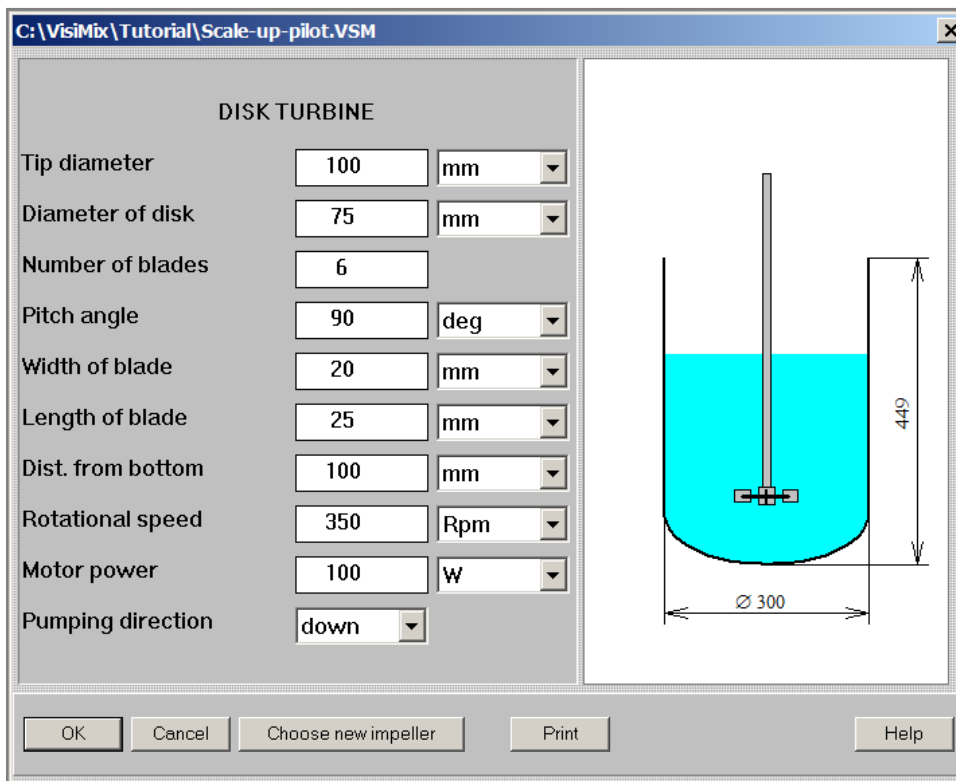 C:\VisiMix\Tutorial\Scale-up-pilot.VSM
DISK TURBINE
Tip diameter 100 mm
Diameter of disk 75 mm
Number of blades 6
Pitch angle 90 deg
Width of blade 20 mm
Length of blade 25 mm
Dist. from bottom 100 mm
Rotational speed 350 Rpm
Motor power 100 W
Pumping direction down
449
∅ 300
OK Cancel Choose new impeller Print Help